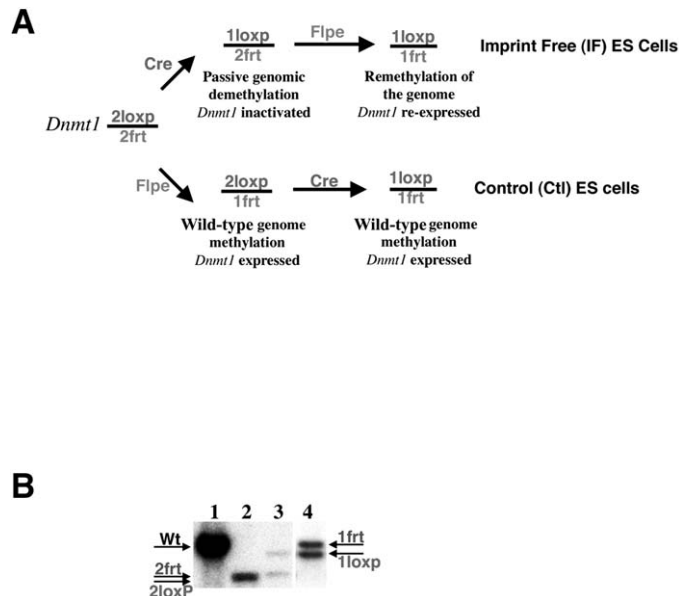 A
1loxp
2frt
Flpe
1loxp
1frt
Imprint Free (IF) ES Cells
Cre
Passive genomic
demethylation
Dnmt1 inactivated
Remethylation of
the genome
Dnmt1 re-expressed
Dnmt1
2loxp
2frt
Flpe
2loxp
1frt
Cre
1loxp
1frt
Control (Ctl) ES cells
Wild-type genome
methylation
Dnmt1 expressed
Wild-type genome
methylation
Dnmt1 expressed
B
1 2 3 4
Wt
1frt
1loxp
2frt
2loxP